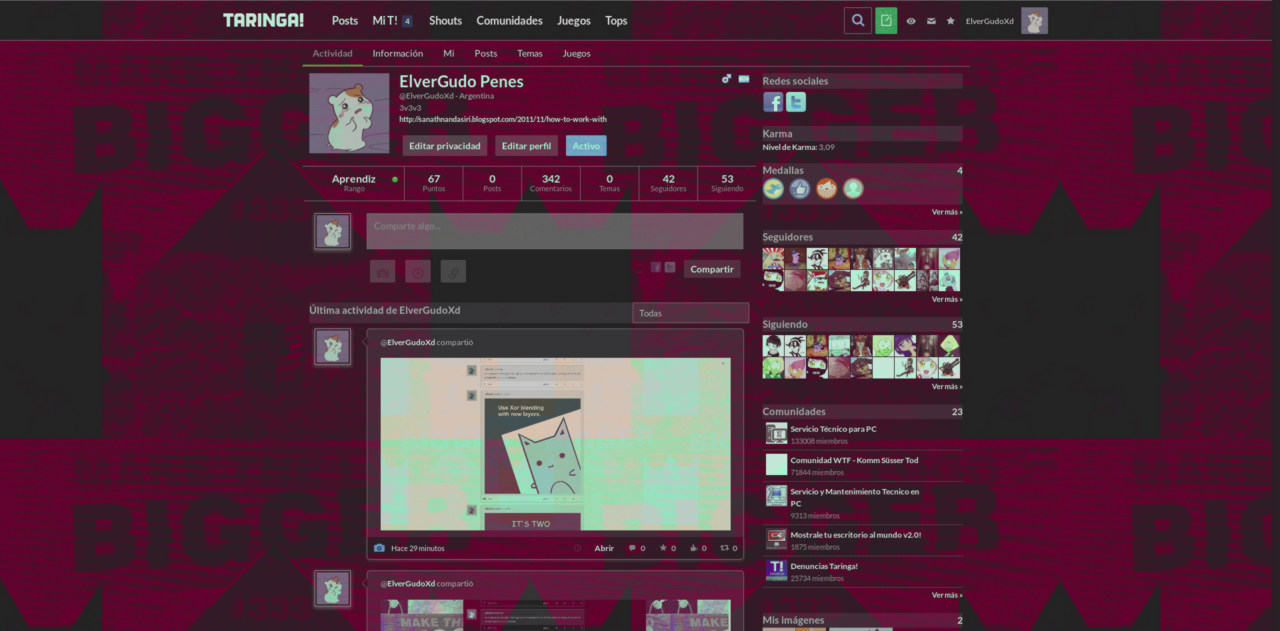 TARINGA! Posts Mi T! 4 Shouts Comunidades Juegos Tops ElverGudoXd
Actividad Información Mi Posts Temas Juegos
ElverGudo Penes
@ElverGudoXd - Argentina
3v3v3
http://sanathnandasiri.blogspot.com/2011/11/how-to-work-with
Editar privacidad Editar perfil Activo
Aprendiz 67 0 342 0 42 53
Rango Puntos Posts Comentarios Temas Seguidores Siguiendo
Comparte algo...
Compartir
Última actividad de ElverGudoXd Todas
@ElverGudoXd compartió
Use Xor blending
with new layers.
IT'S TWO
Hace 29 minutos Abrir 0 0 0 0
@ElverGudoXd compartió
MAKE TH
MAKE
Redes sociales
Karma
Nivel de Karma: 3,09
Medallas 4
Ver más »
Seguidores 42
Ver más »
Siguiendo 53
Ver más »
Comunidades 23
Servicio Técnico para PC
133008 miembros
Comunidad WTF - Komm Süsser Tod
71844 miembros
Servicio y Mantenimiento Tecnico en
PC
9313 miembros
Mostrale tu escritorio al mundo v2.0!
1875 miembros
T! Denuncias Taringa!
25734 miembros
Ver más »
Mis imágenes 2
BIGGER
BIGGER